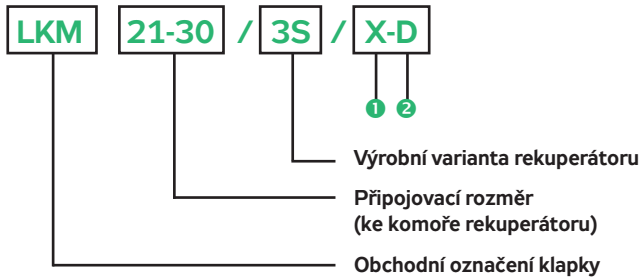 LKM 21-30 / 3S / X-D
1 2
Výrobní varianta rekuperátoru
Připojovací rozměr
(ke komoře rekuperátoru)
Obchodní označení klapky